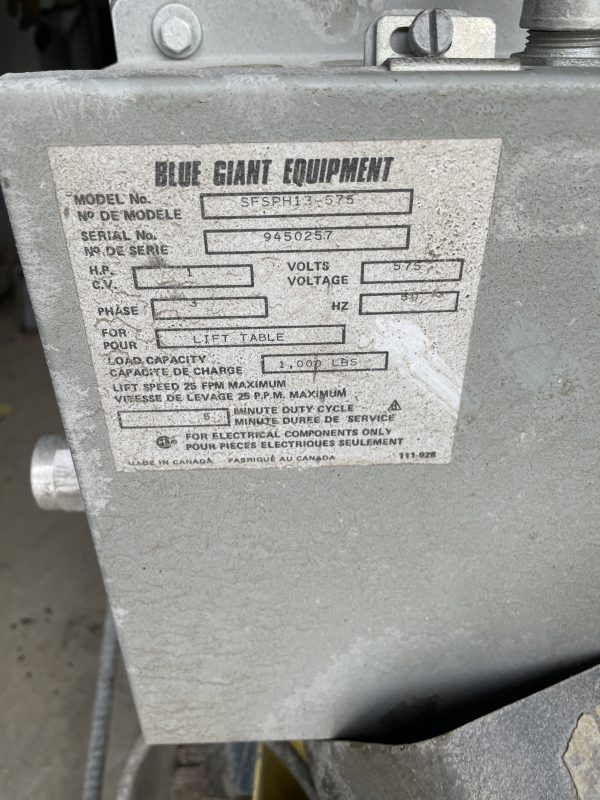 BLUE GIANT EQUIPMENT
MODEL No. SFSPH13-575
Nº DE MODELE
SERIAL No. 9450257
Nº DE SERIE
H.P. 1 VOLTS 575
C.V. VOLTAGE
PHASE 3 HZ 60
FOR LIFT TABLE
POUR
LOAD CAPACITY 1,000 LBS
CAPACITE DE CHARGE
LIFT SPEED 25 FPM MAXIMUM
VITESSE DE LEVAGE 25 P.P.M. MAXIMUM
5 MINUTE DUTY CYCLE
MINUTE DUREE DE SERVICE
FOR ELECTRICAL COMPONENTS ONLY
POUR PIECES ELECTRIQUES SEULEMENT
MADE IN CANADA FABRIQUÉ AU CANADA 111-928